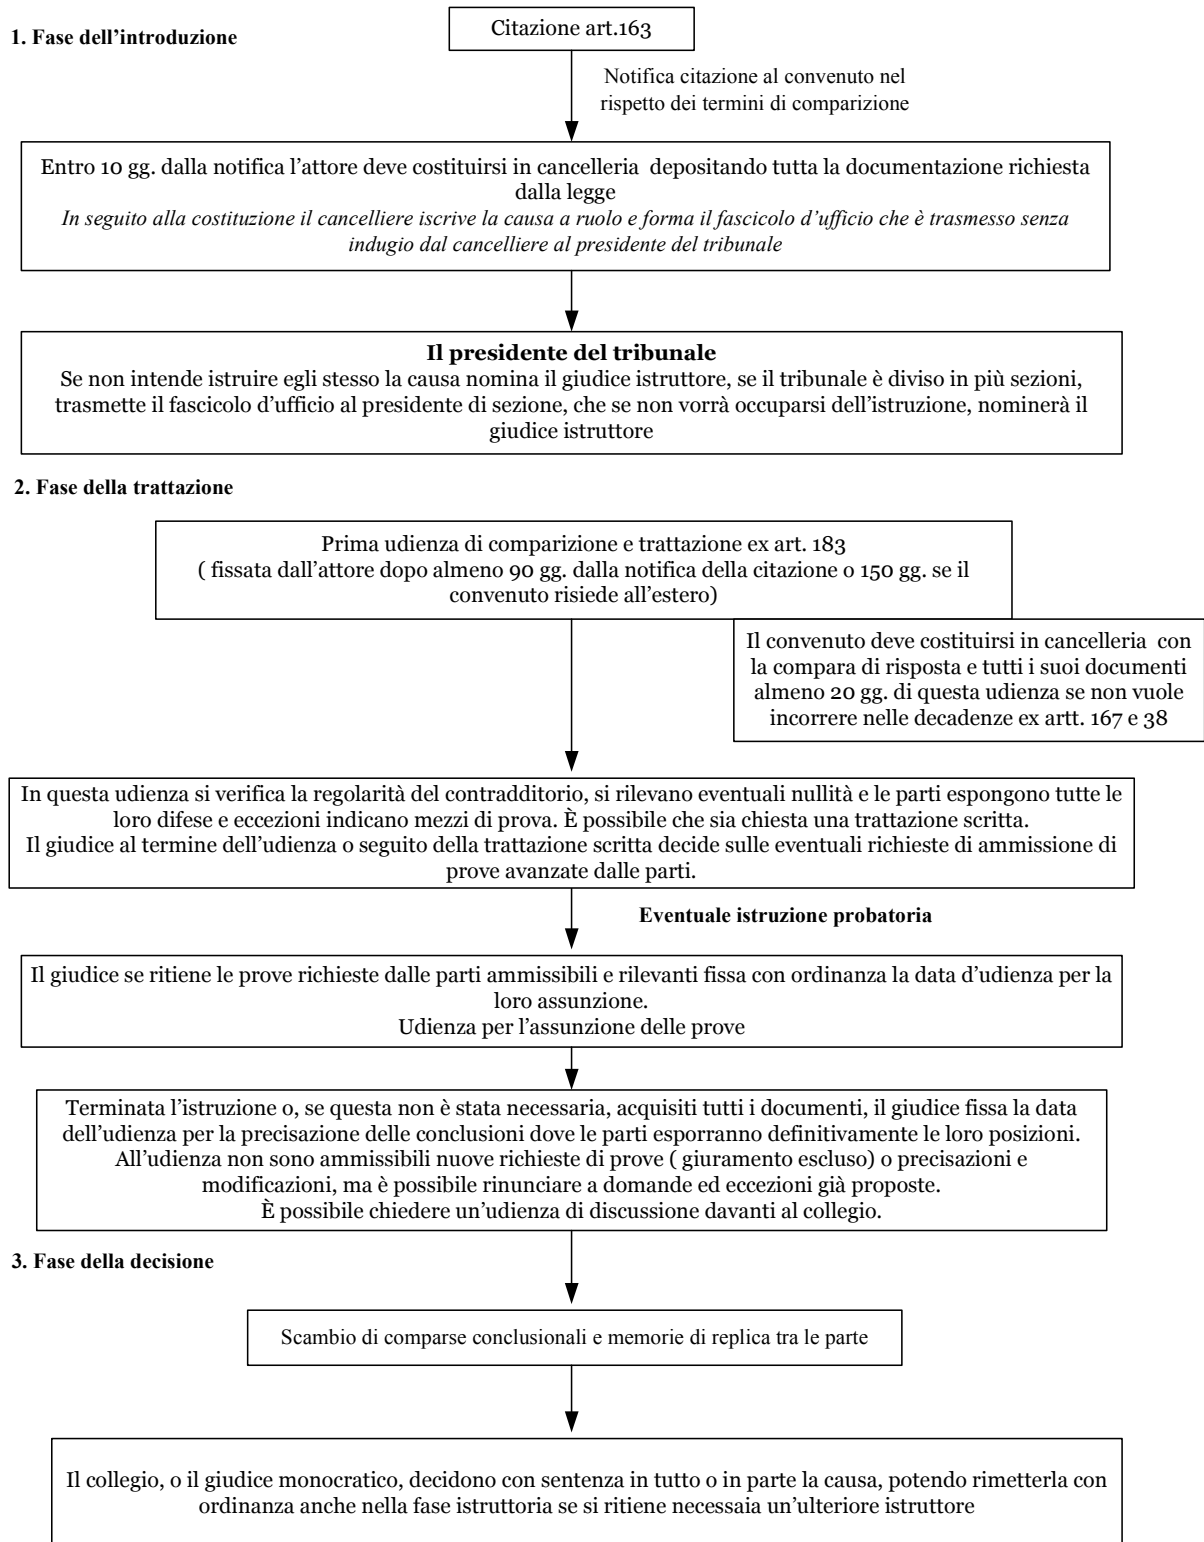 1. Fase dell'introduzione
Citazione art.163
Notifica citazione al convenuto nel
rispetto dei termini di comparizione
Entro 10 gg. dalla notifica l'attore deve costituirsi in cancelleria  depositando tutta la documentazione richiesta
dalla legge
In seguito alla costituzione il cancelliere iscrive la causa a ruolo e forma il fascicolo d'ufficio che è trasmesso senza
indugio dal cancelliere al presidente del tribunale
Il presidente del tribunale
Se non intende istruire egli stesso la causa nomina il giudice istruttore, se il tribunale è diviso in più sezioni,
trasmette il fascicolo d'ufficio al presidente di sezione, che se non vorrà occuparsi dell'istruzione, nominerà il
giudice istruttore
2. Fase della trattazione
Prima udienza di comparizione e trattazione ex art. 183
( fissata dall'attore dopo almeno 90 gg. dalla notifica della citazione o 150 gg. se il
convenuto risiede all'estero)
Il convenuto deve costituirsi in cancelleria  con
la compara di risposta e tutti i suoi documenti
almeno 20 gg. di questa udienza se non vuole
incorrere nelle decadenze ex artt. 167 e 38
In questa udienza si verifica la regolarità del contradditorio, si rilevano eventuali nullità e le parti espongono tutte le
loro difese e eccezioni indicano mezzi di prova. È possibile che sia chiesta una trattazione scritta.
Il giudice al termine dell'udienza o seguito della trattazione scritta decide sulle eventuali richieste di ammissione di
prove avanzate dalle parti.
Eventuale istruzione probatoria
Il giudice se ritiene le prove richieste dalle parti ammissibili e rilevanti fissa con ordinanza la data d'udienza per la
loro assunzione.
Udienza per l'assunzione delle prove
Terminata l'istruzione o, se questa non è stata necessaria, acquisiti tutti i documenti, il giudice fissa la data
dell'udienza per la precisazione delle conclusioni dove le parti esporranno definitivamente le loro posizioni.
All'udienza non sono ammissibili nuove richieste di prove ( giuramento escluso) o precisazioni e
modificazioni, ma è possibile rinunciare a domande ed eccezioni già proposte.
È possibile chiedere un'udienza di discussione davanti al collegio.
3. Fase della decisione
Scambio di comparse conclusionali e memorie di replica tra le parte
Il collegio, o il giudice monocratico, decidono con sentenza in tutto o in parte la causa, potendo rimetterla con
ordinanza anche nella fase istruttoria se si ritiene necessaia un'ulteriore istruttore